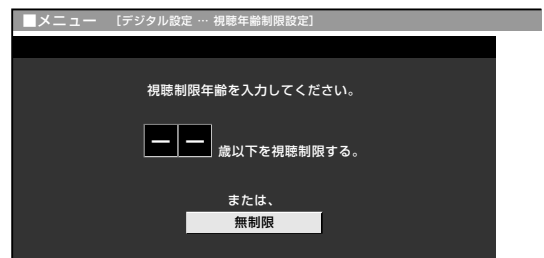 ■メニュー [デジタル設定 … 視聴年齢制限設定]
視聴制限年齢を入力してください。
－－ 歳以下を視聴制限する。
または、
無制限